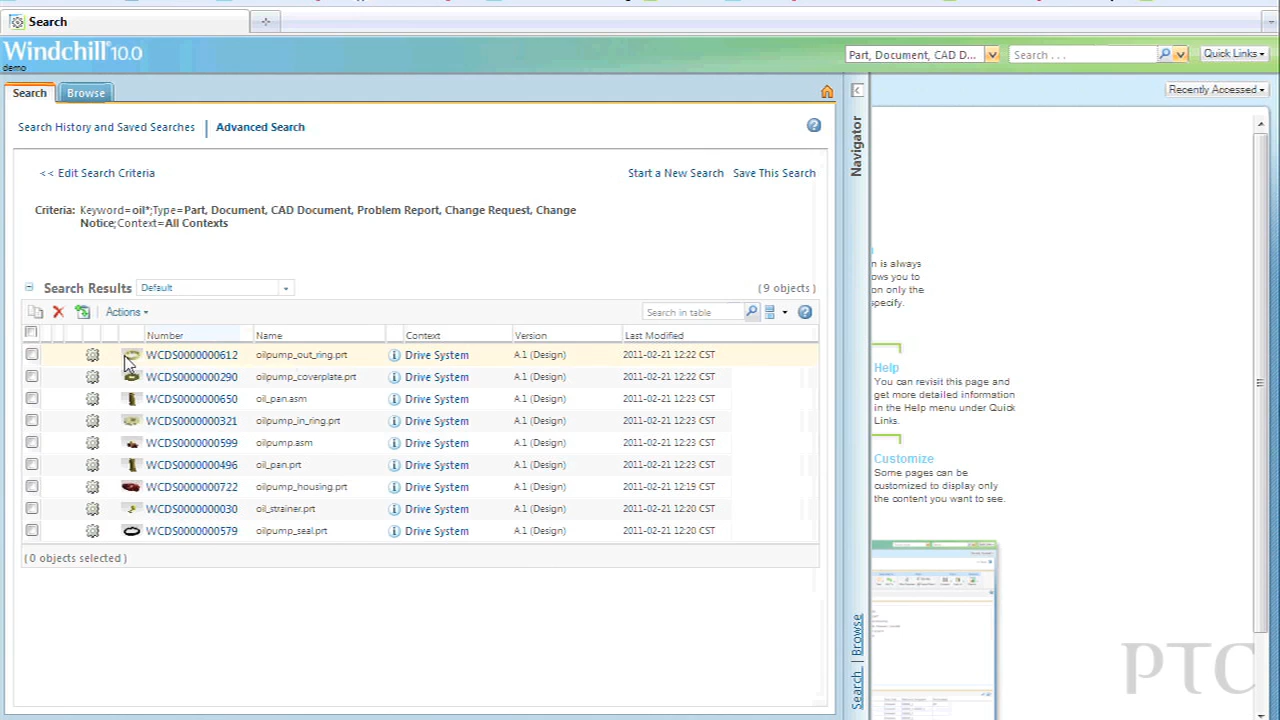 Search
Windchill® 10.0
demo
Part, Document, CAD D...
Search . . .
Quick Links
Search
Browse
Recently Accessed
Search History and Saved Searches
Advanced Search
Navigator
<< Edit Search Criteria
Start a New Search
Save This Search
Criteria: Keyword=oil*;Type=Part, Document, CAD Document, Problem Report, Change Request, Change
Notice;Context=All Contexts
Search Results
Default
( 9 objects )
Actions
Search in table
Number Name Context Version Last Modified
WCDS0000000612 oilpump_out_ring.prt Drive System A.1 (Design) 2011-02-21 12:22 CST
WCDS0000000290 oilpump_coverplate.prt Drive System A.1 (Design) 2011-02-21 12:22 CST
WCDS0000000650 oil_pan.asm Drive System A.1 (Design) 2011-02-21 12:23 CST
WCDS0000000321 oilpump_in_ring.prt Drive System A.1 (Design) 2011-02-21 12:23 CST
WCDS0000000599 oilpump.asm Drive System A.1 (Design) 2011-02-21 12:23 CST
WCDS0000000496 oil_pan.prt Drive System A.1 (Design) 2011-02-21 12:23 CST
WCDS0000000722 oilpump_housing.prt Drive System A.1 (Design) 2011-02-21 12:19 CST
WCDS0000000030 oil_strainer.prt Drive System A.1 (Design) 2011-02-21 12:20 CST
WCDS0000000579 oilpump_seal.prt Drive System A.1 (Design) 2011-02-21 12:20 CST
( 0 objects selected )
Search | Browse
n is always
ows you to
on only the
specify.
Help
You can revisit this page and
get more detailed information
in the Help menu under Quick
Links.
Customize
Some pages can be
customized to display only
the content you want to see.
PTC